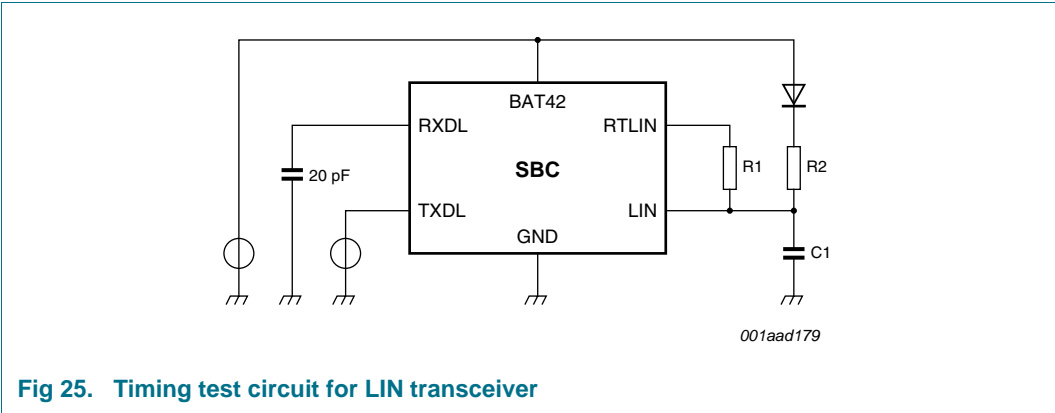 BAT42
RXDL
RTLIN
SBC
R1
R2
20 pF
TXDL
LIN
GND
C1
001aad179
Fig 25. Timing test circuit for LIN transceiver